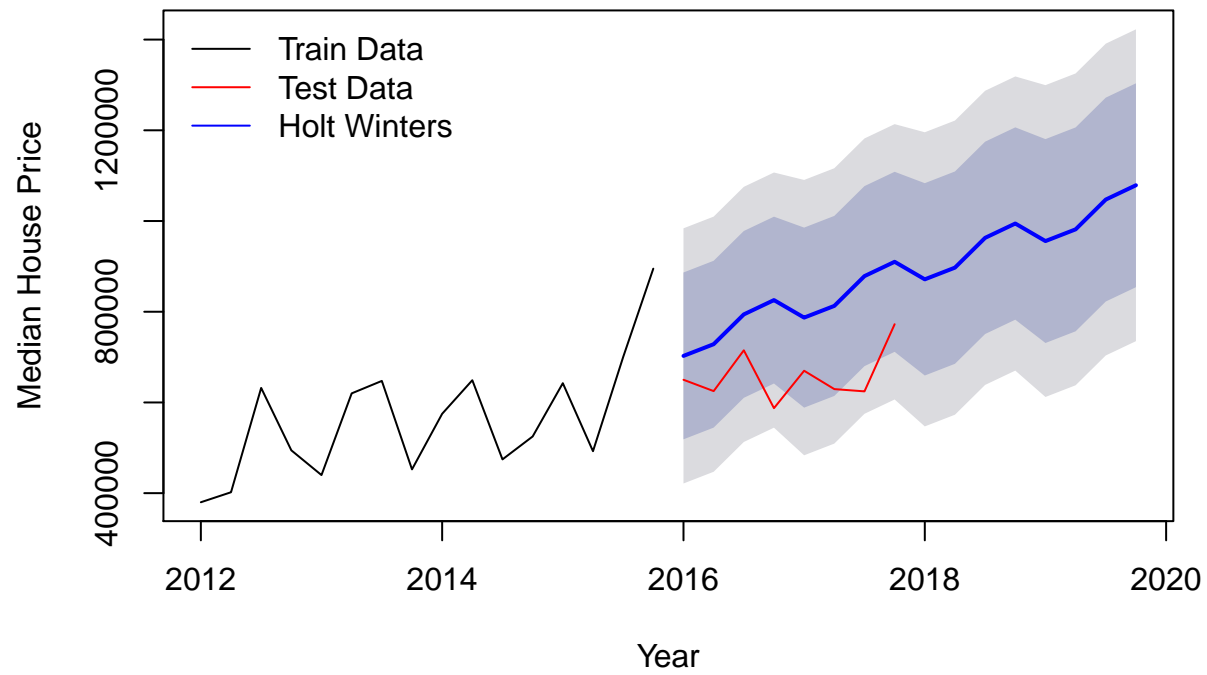 Train Data
Test Data
Holt Winters
Median House Price
1200000
800000
400000
2012 2014 2016 2018 2020
Year